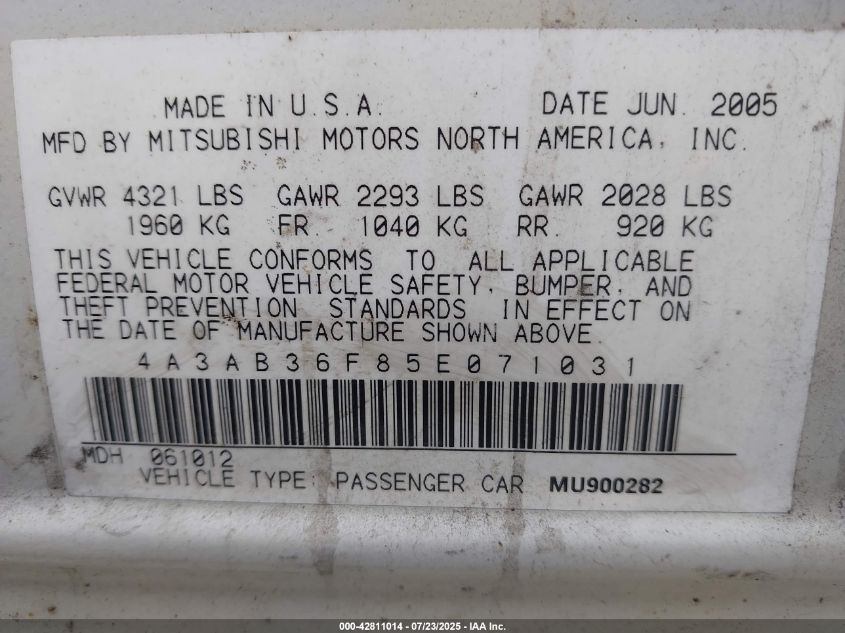 MADE IN U.S.A. DATE JUN. 2005
MFD BY MITSUBISHI MOTORS NORTH AMERICA, INC.
GVWR 4321 LBS GAWR 2293 LBS GAWR 2028 LBS
1960 KG FR. 1040 KG RR. 920 KG
THIS VEHICLE CONFORMS TO ALL APPLICABLE
FEDERAL MOTOR VEHICLE SAFETY, BUMPER, AND
THEFT PREVENTION STANDARDS IN EFFECT ON
THE DATE OF MANUFACTURE SHOWN ABOVE.
4A3AB36F85E071031
MDH 061012
VEHICLE TYPE: PASSENGER CAR MU900282
000-42811014 - 07/23/2025 - IAA Inc.